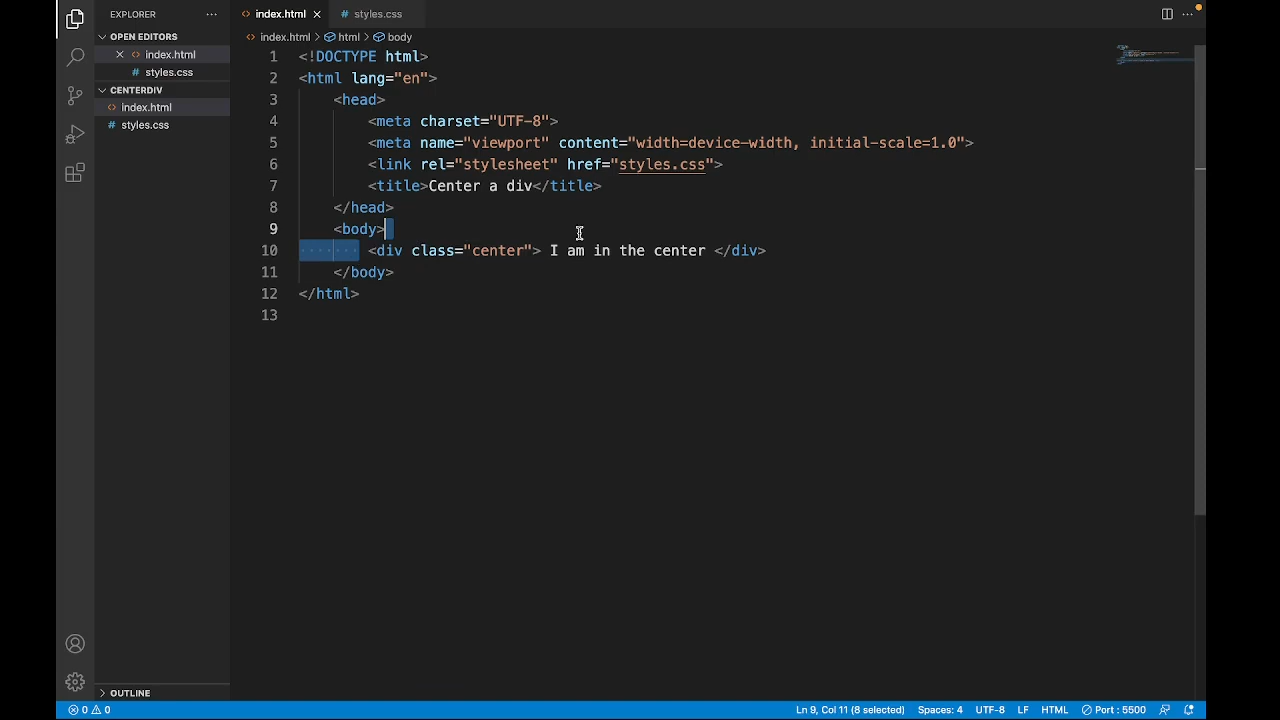 EXPLORER
···
OPEN EDITORS
index.html
styles.css
CENTERDIV
index.html
styles.css
OUTLINE
index.html
styles.css
···
index.html > html > body
1 <!DOCTYPE html>
2 <html lang="en">
3 <head>
4 <meta charset="UTF-8">
5 <meta name="viewport" content="width=device-width, initial-scale=1.0">
6 <link rel="stylesheet" href="styles.css">
7 <title>Center a div</title>
8 </head>
9 <body>
10 <div class="center"> I am in the center </div>
11 </body>
12 </html>
13
0 0
Ln 9, Col 11 (8 selected) Spaces: 4 UTF-8 LF HTML Port : 5500